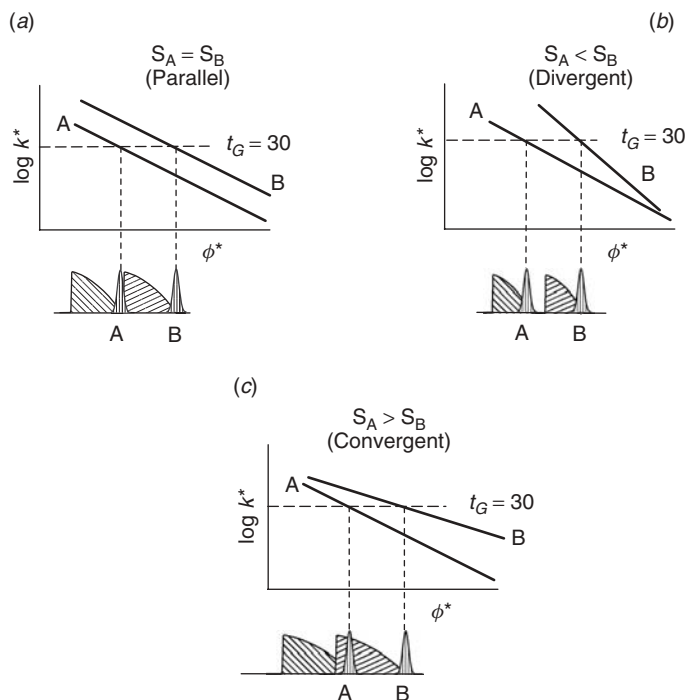 (a)
S_A = S_B
(Parallel)
A
log k*
t_G = 30
B
ϕ*
A B
(b)
S_A < S_B
(Divergent)
A
log k*
t_G = 30
B
ϕ*
A B
(c)
S_A > S_B
(Convergent)
A
log k*
t_G = 30
B
ϕ*
A B